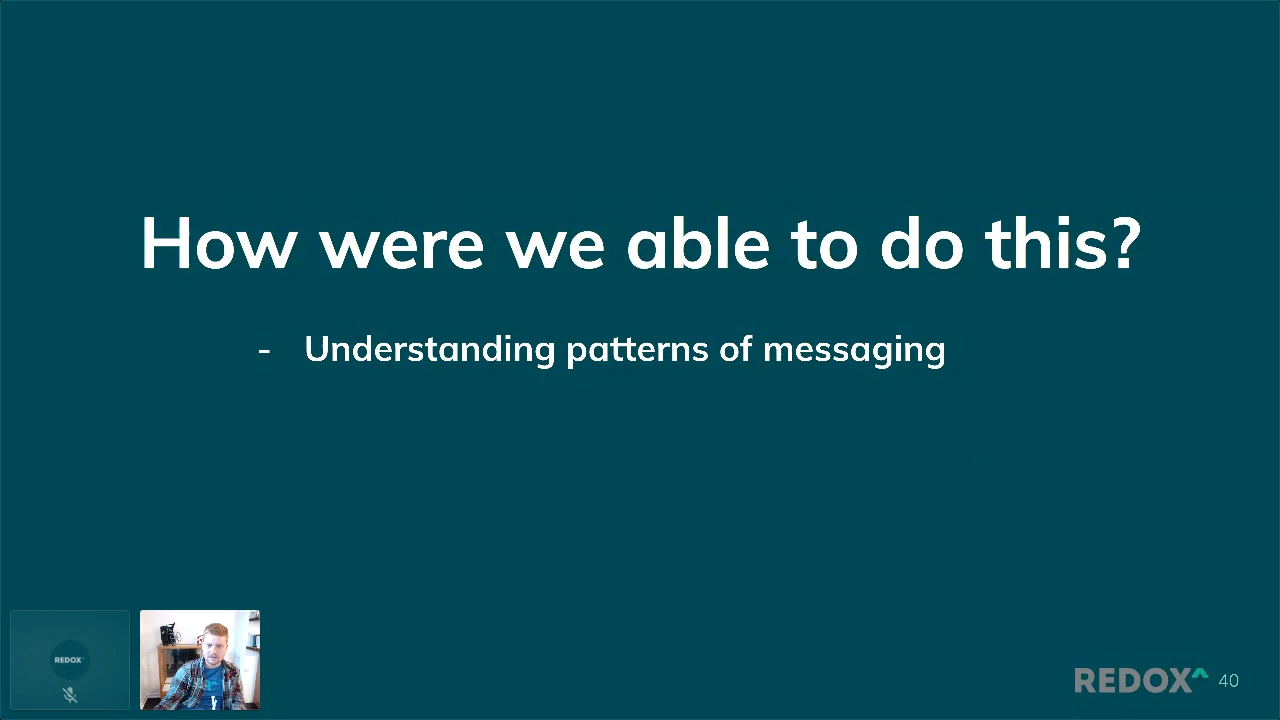 How were we able to do this?
- Understanding patterns of messaging
REDOX
REDOX^ 40